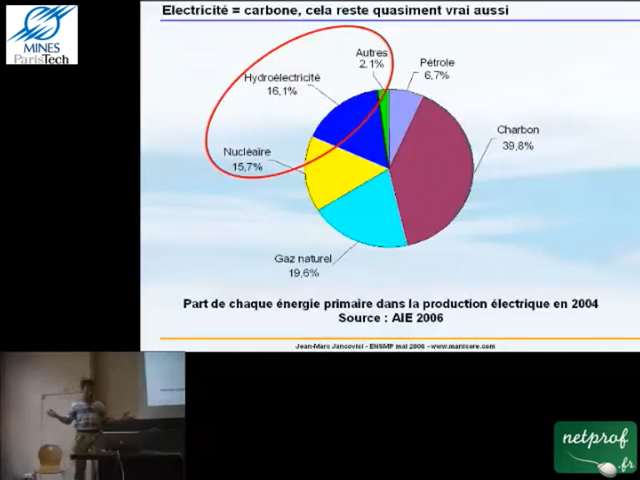 Electricité = carbone, cela reste quasiment vrai aussi
MINES
ParisTech
Autres
2,1%
Pétrole
6,7%
Hydroélectricité
16,1%
Charbon
39,8%
Nucléaire
15,7%
Gaz naturel
19,6%
Part de chaque énergie primaire dans la production électrique en 2004
Source : AIE 2006
Jean-Marc Jancovici - ENSMP mai 2006 - www.manicore.com
netprof
.fr